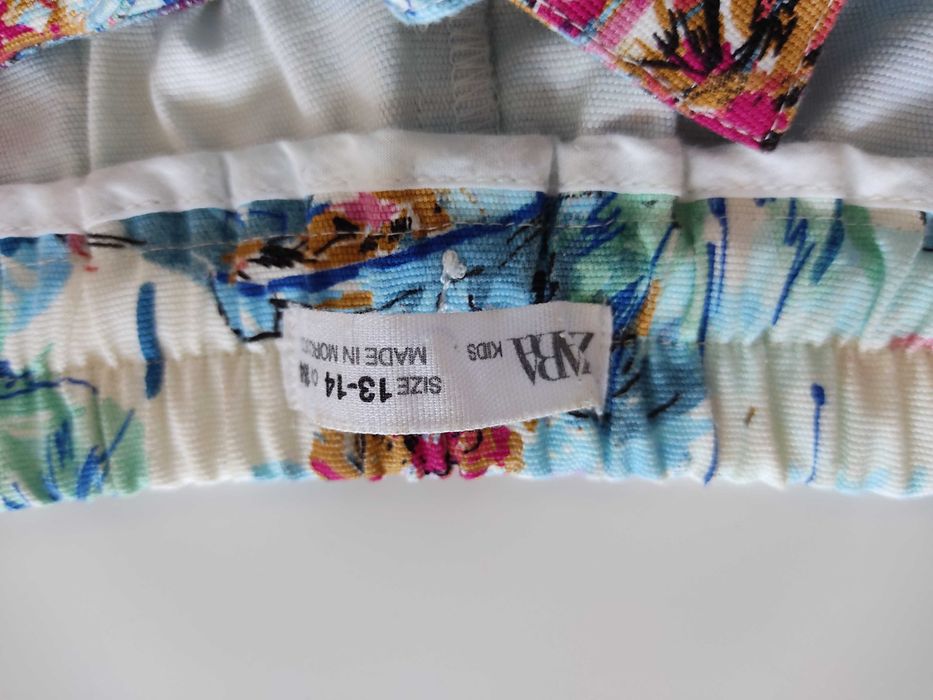 ZARA
KIDS
SIZE 13-14
MADE IN